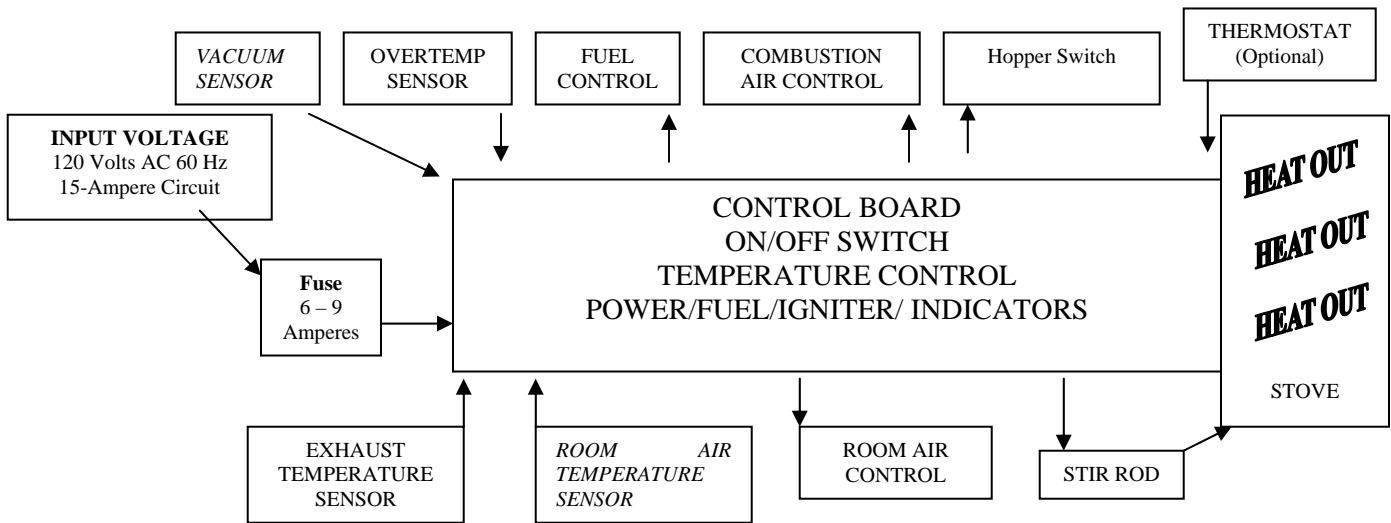 VACUUM
SENSOR
OVERTEMP
SENSOR
FUEL
CONTROL
COMBUSTION
AIR CONTROL
Hopper Switch
THERMOSTAT
(Optional)
INPUT VOLTAGE
120 Volts AC 60 Hz
15-Ampere Circuit
Fuse
6 – 9
Amperes
CONTROL BOARD
ON/OFF SWITCH
TEMPERATURE CONTROL
POWER/FUEL/IGNITER/ INDICATORS
HEAT OUT
HEAT OUT
HEAT OUT
STOVE
EXHAUST
TEMPERATURE
SENSOR
ROOM AIR
TEMPERATURE
SENSOR
ROOM AIR
CONTROL
STIR ROD